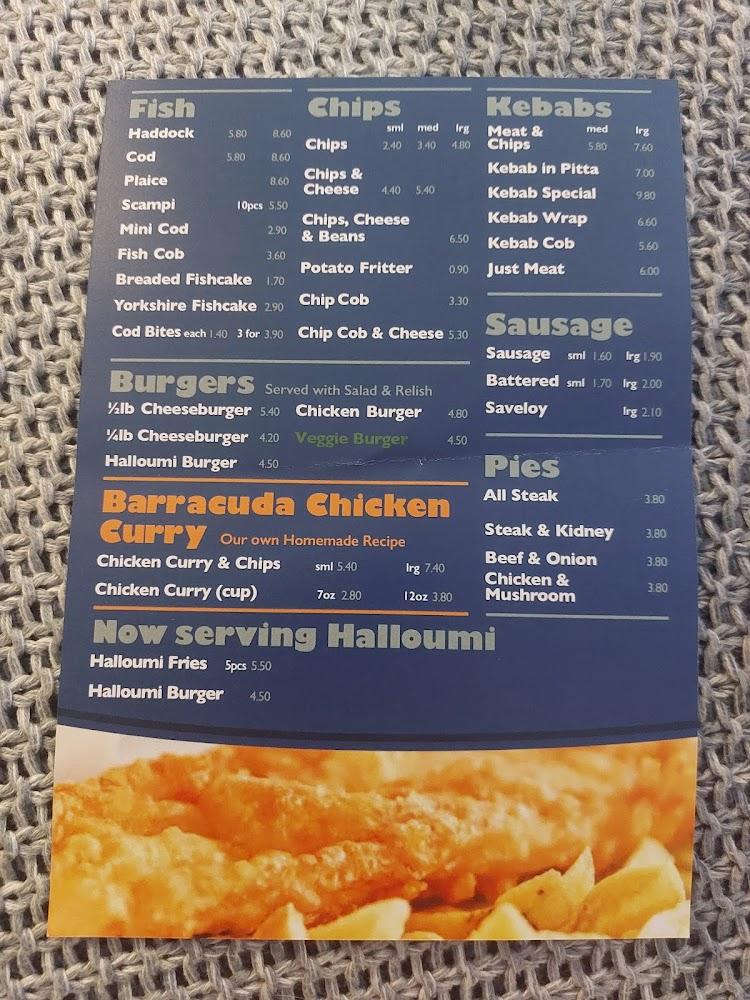 Fish
Haddock 5.80 8.60
Cod 5.80 8.60
Plaice 8.60
Scampi 10pcs 5.50
Mini Cod 2.90
Fish Cob 3.60
Breaded Fishcake 1.70
Yorkshire Fishcake 2.90
Cod Bites each 1.40 3 for 3.90
Chips
sml med lrg
Chips 2.40 3.40 4.80
Chips &
Cheese 4.40 5.40
Chips, Cheese
& Beans 6.50
Potato Fritter 0.90
Chip Cob 3.30
Chip Cob & Cheese 5.30
Kebabs
Meat & med lrg
Chips 5.80 7.60
Kebab in Pitta 7.00
Kebab Special 9.80
Kebab Wrap 6.60
Kebab Cob 5.60
Just Meat 6.00
Sausage
Sausage sml 1.60 lrg 1.90
Battered sml 1.70 lrg 2.00
Saveloy lrg 2.10
Burgers Served with Salad & Relish
½lb Cheeseburger 5.40 Chicken Burger 4.80
¼lb Cheeseburger 4.20 Veggie Burger 4.50
Halloumi Burger 4.50
Pies
All Steak 3.80
Steak & Kidney 3.80
Beef & Onion 3.80
Chicken &
Mushroom 3.80
Barracuda Chicken
Curry Our own Homemade Recipe
Chicken Curry & Chips sml 5.40 lrg 7.40
Chicken Curry (cup) 7oz 2.80 12oz 3.80
Now serving Halloumi
Halloumi Fries 5pcs 5.50
Halloumi Burger 4.50